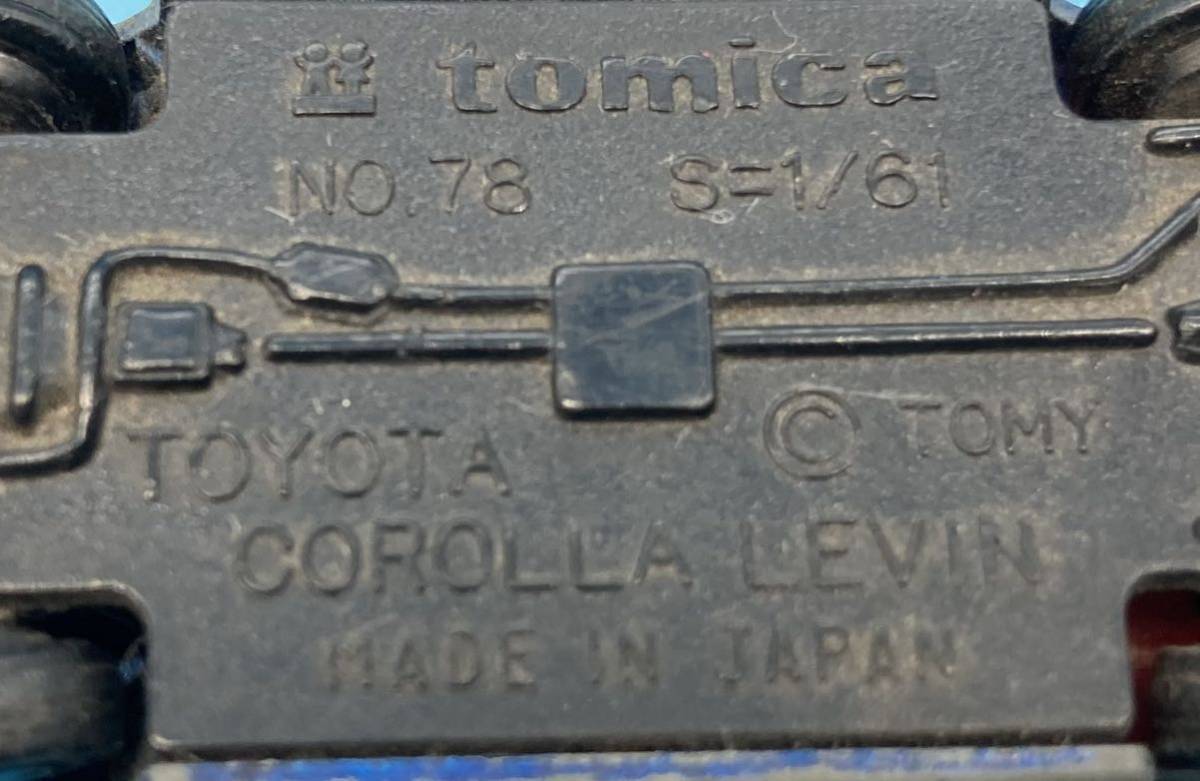 tomica
NO.78 S=1/61
© TOMY
TOYOTA
COROLLA LEVIN
MADE IN JAPAN